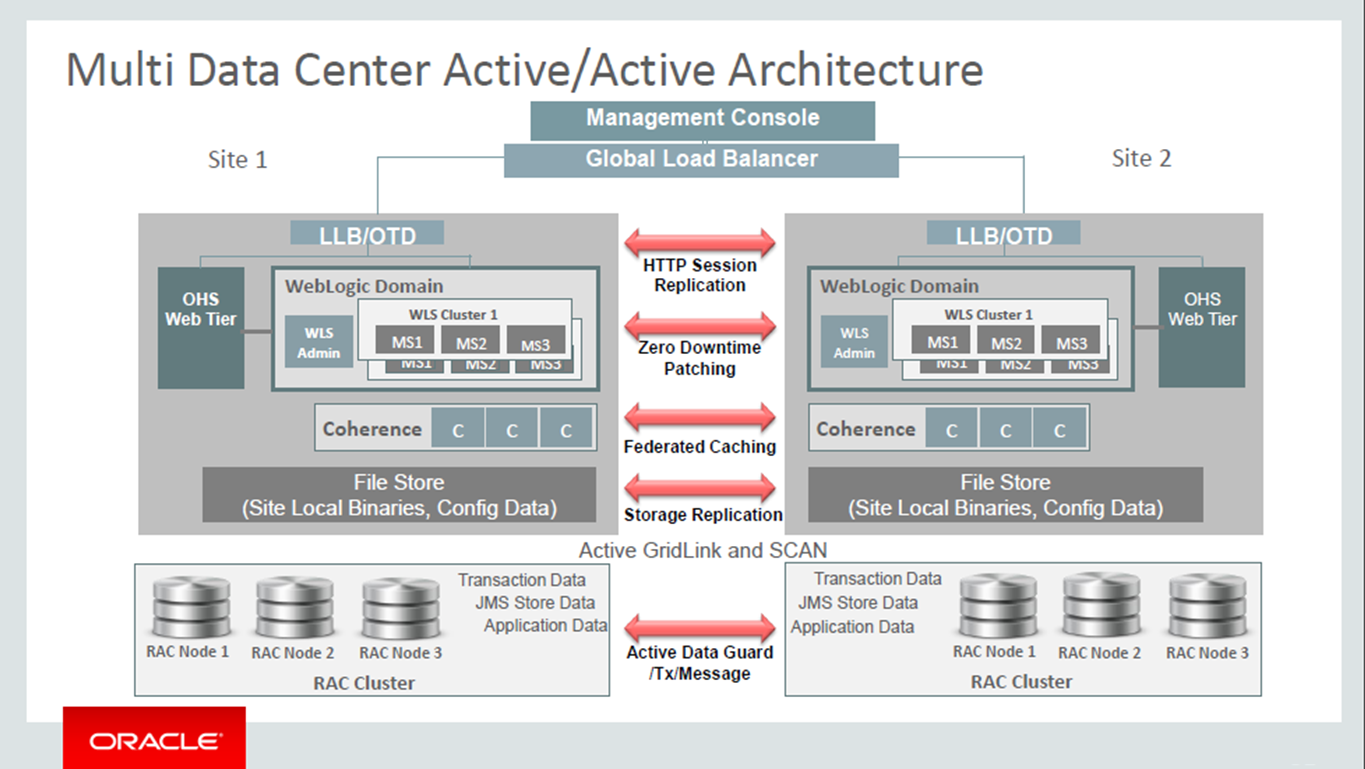 Multi Data Center Active/Active Architecture
Management Console
Global Load Balancer
Site 1
Site 2
LLB/OTD
OHS
Web Tier
WebLogic Domain
WLS
Admin
WLS Cluster 1
MS1
MS2
MS3
MS1
MS2
MS3
Coherence
C
C
C
File Store
(Site Local Binaries, Config Data)
HTTP Session
Replication
Zero Downtime
Patching
Federated Caching
Storage Replication
LLB/OTD
WebLogic Domain
WLS
Admin
WLS Cluster 1
MS1
MS2
MS3
MS1
MS2
MS3
OHS
Web Tier
Coherence
C
C
C
File Store
(Site Local Binaries, Config Data)
Active GridLink and SCAN
RAC Node 1
RAC Node 2
RAC Node 3
Transaction Data
JMS Store Data
Application Data
RAC Cluster
Active Data Guard
/Tx/Message
Transaction Data
JMS Store Data
Application Data
RAC Node 1
RAC Node 2
RAC Node 3
RAC Cluster
ORACLE